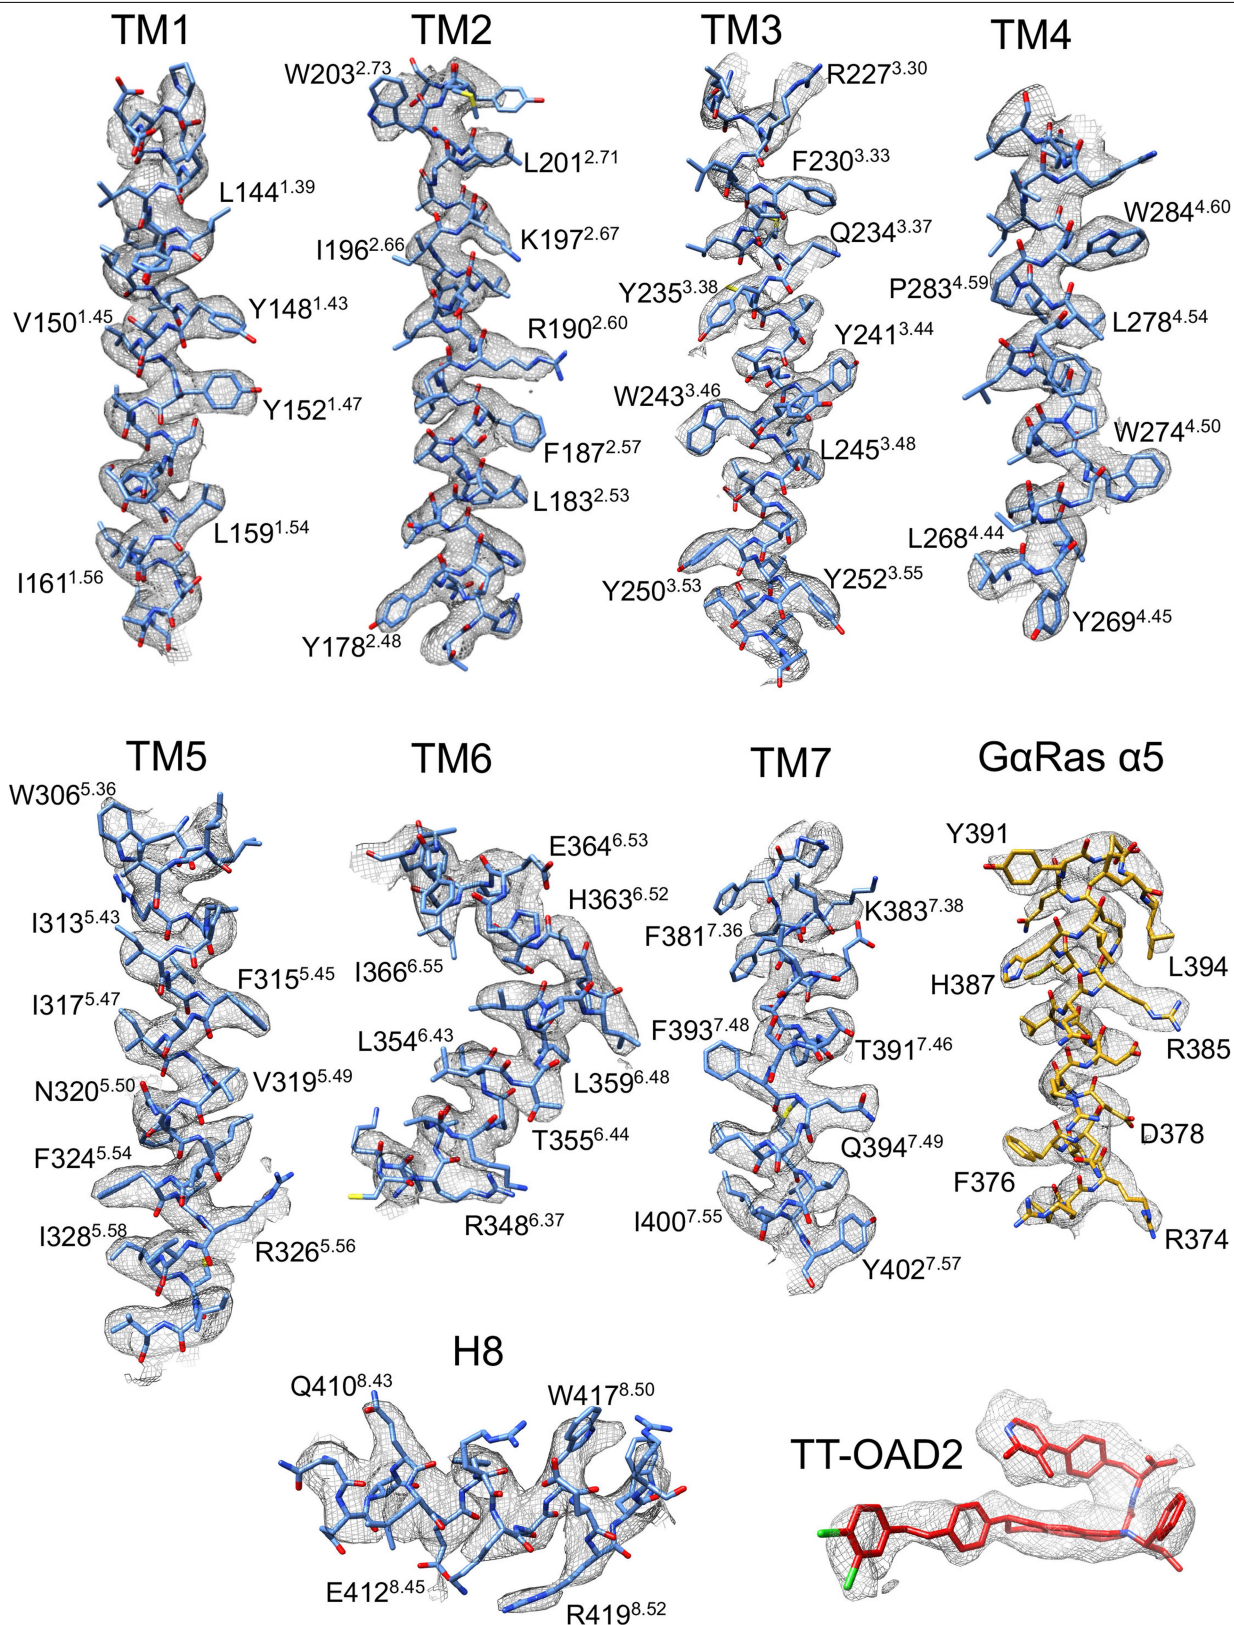 TM1
TM2
TM3
TM4
W203^2.73
R227^3.30
L201^2.71
F230^3.33
L144^1.39
W284^4.60
K197^2.67
Q234^3.37
I196^2.66
P283^4.59
Y235^3.38
Y148^1.43
V150^1.45
R190^2.60
L278^4.54
Y241^3.44
W243^3.46
Y152^1.47
W274^4.50
F187^2.57
L245^3.48
L183^2.53
L159^1.54
L268^4.44
I161^1.56
Y250^3.53
Y252^3.55
Y269^4.45
Y178^2.48
TM5
TM6
TM7
GαRas α5
W306^5.36
Y391
E364^6.53
H363^6.52
K383^7.38
I313^5.43
F381^7.36
I366^6.55
L394
F315^5.45
H387
I317^5.47
F393^7.48
L354^6.43
T391^7.46
R385
V319^5.49
L359^6.48
N320^5.50
T355^6.44
D378
Q394^7.49
F324^5.54
F376
R348^6.37
I400^7.55
I328^5.58
R326^5.56
R374
Y402^7.57
H8
Q410^8.43
W417^8.50
TT-OAD2
E412^8.45
R419^8.52